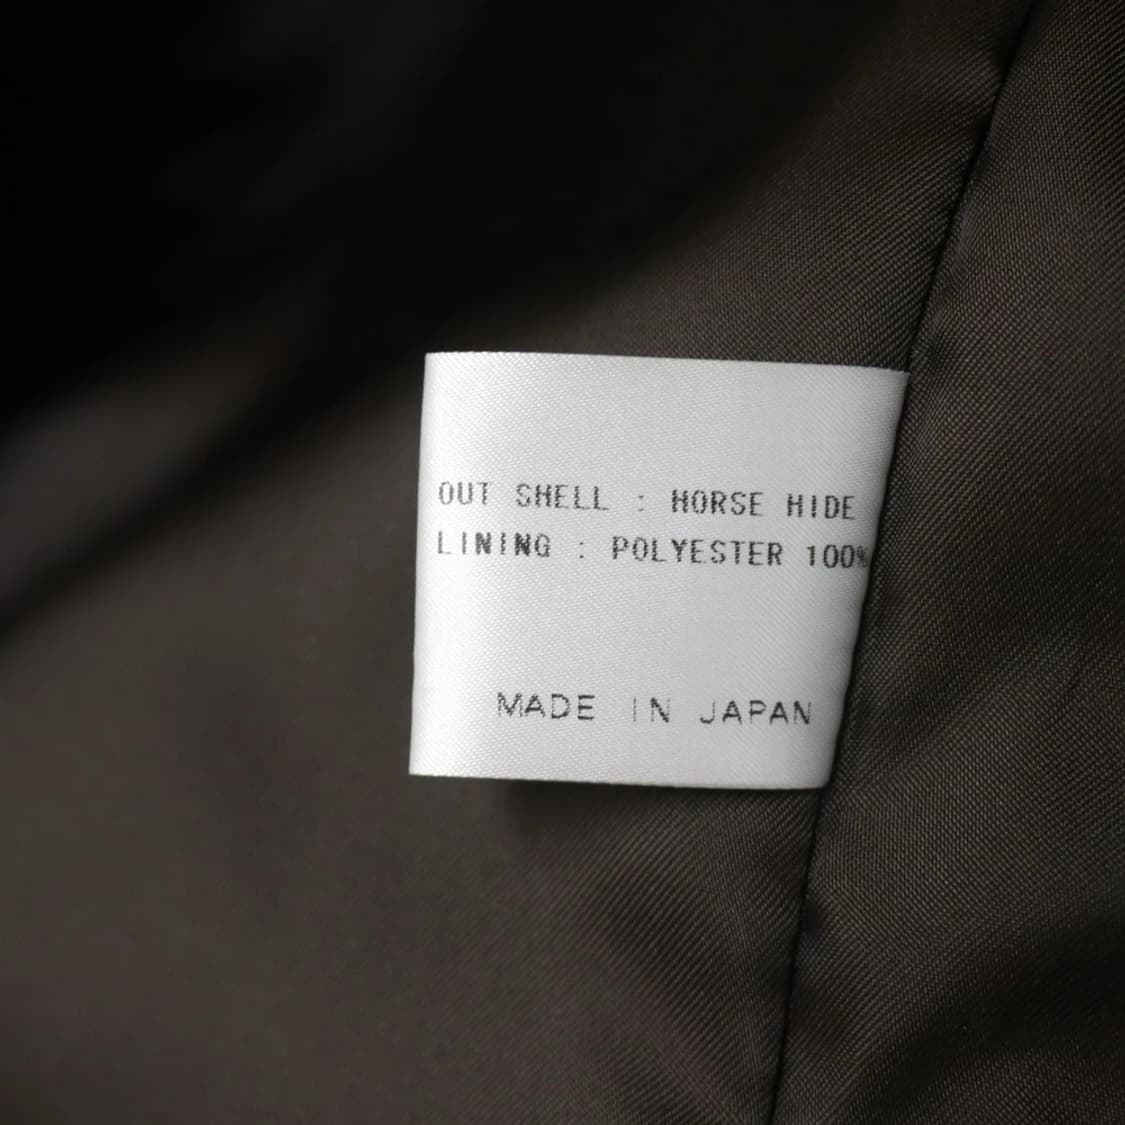 OUT SHELL : HORSE HIDE
LINING : POLYESTER 100%
MADE IN JAPAN